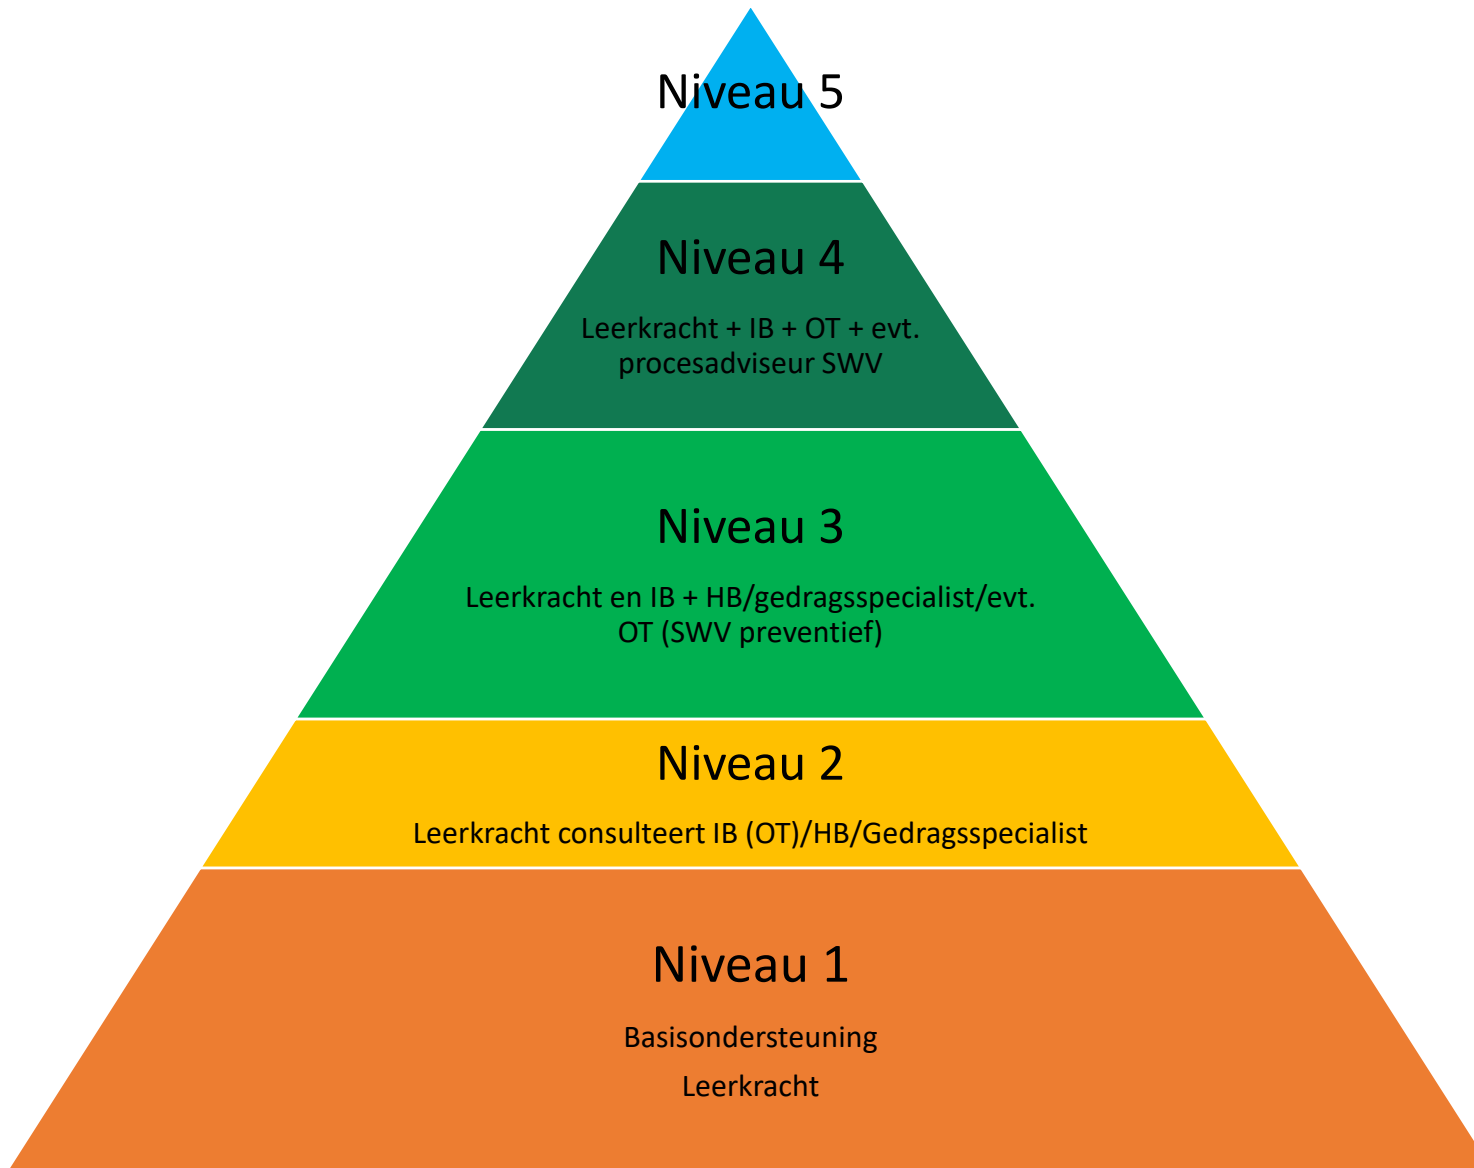 Niveau 5
Niveau 4
Leerkracht + IB + OT + evt.
procesadviseur SWV
Niveau 3
Leerkracht en IB + HB/gedragsspecialist/evt.
OT (SWV preventief)
Niveau 2
Leerkracht consulteert IB (OT)/HB/Gedragsspecialist
Niveau 1
Basisondersteuning
Leerkracht